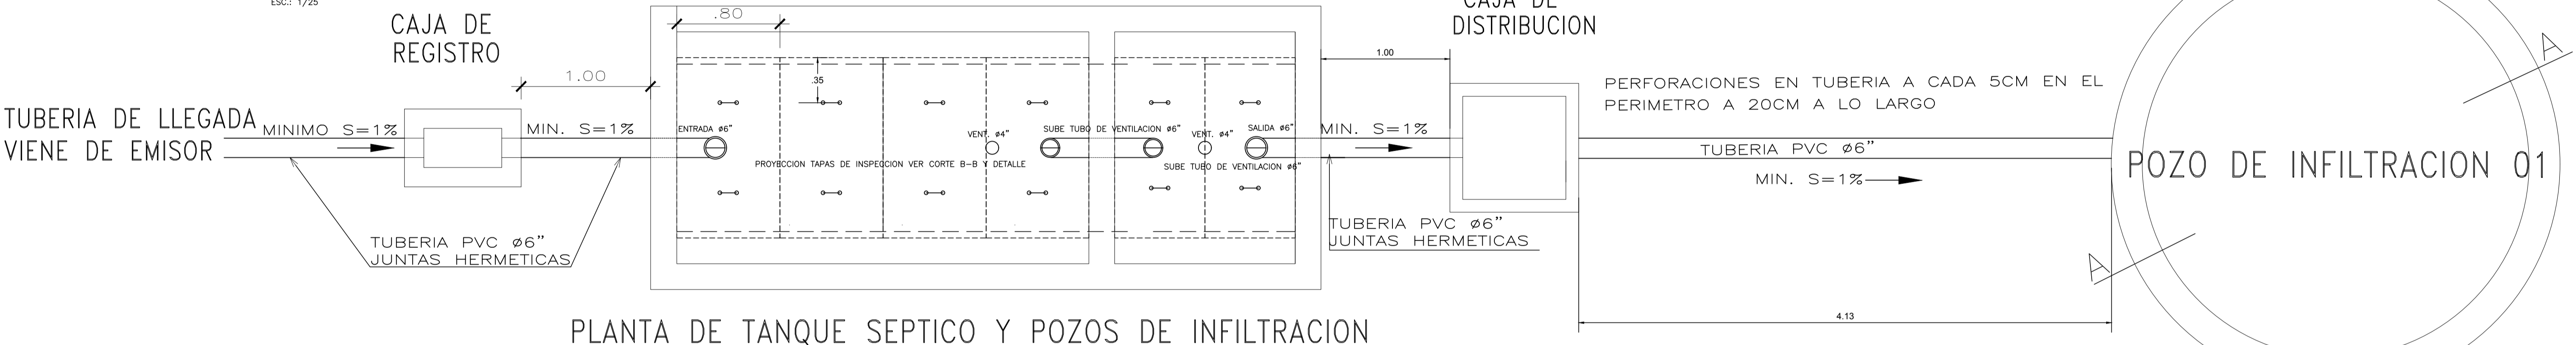 ESC.: 1/25
CAJA DE
REGISTRO
.80
CAJA DE
DISTRIBUCION
1.00
1.00
.35
PERFORACIONES EN TUBERIA A CADA 5CM EN EL
PERIMETRO A 20CM A LO LARGO
TUBERIA DE LLEGADA
VIENE DE EMISOR
MINIMO S=1%
MIN. S=1%
ENTRADA ø6"
VENT. ø4"
SUBE TUBO DE VENTILACION ø6"
VENT. ø4"
SALIDA ø6"
MIN. S=1%
PROYECCION TAPAS DE INSPECCION VER CORTE B-B Y DETALLE
SUBE TUBO DE VENTILACION ø6"
TUBERIA PVC ø6"
MIN. S=1%
POZO DE INFILTRACION 01
A
A
TUBERIA PVC ø6"
JUNTAS HERMETICAS
TUBERIA PVC ø6"
JUNTAS HERMETICAS
4.13
PLANTA DE TANQUE SEPTICO Y POZOS DE INFILTRACION